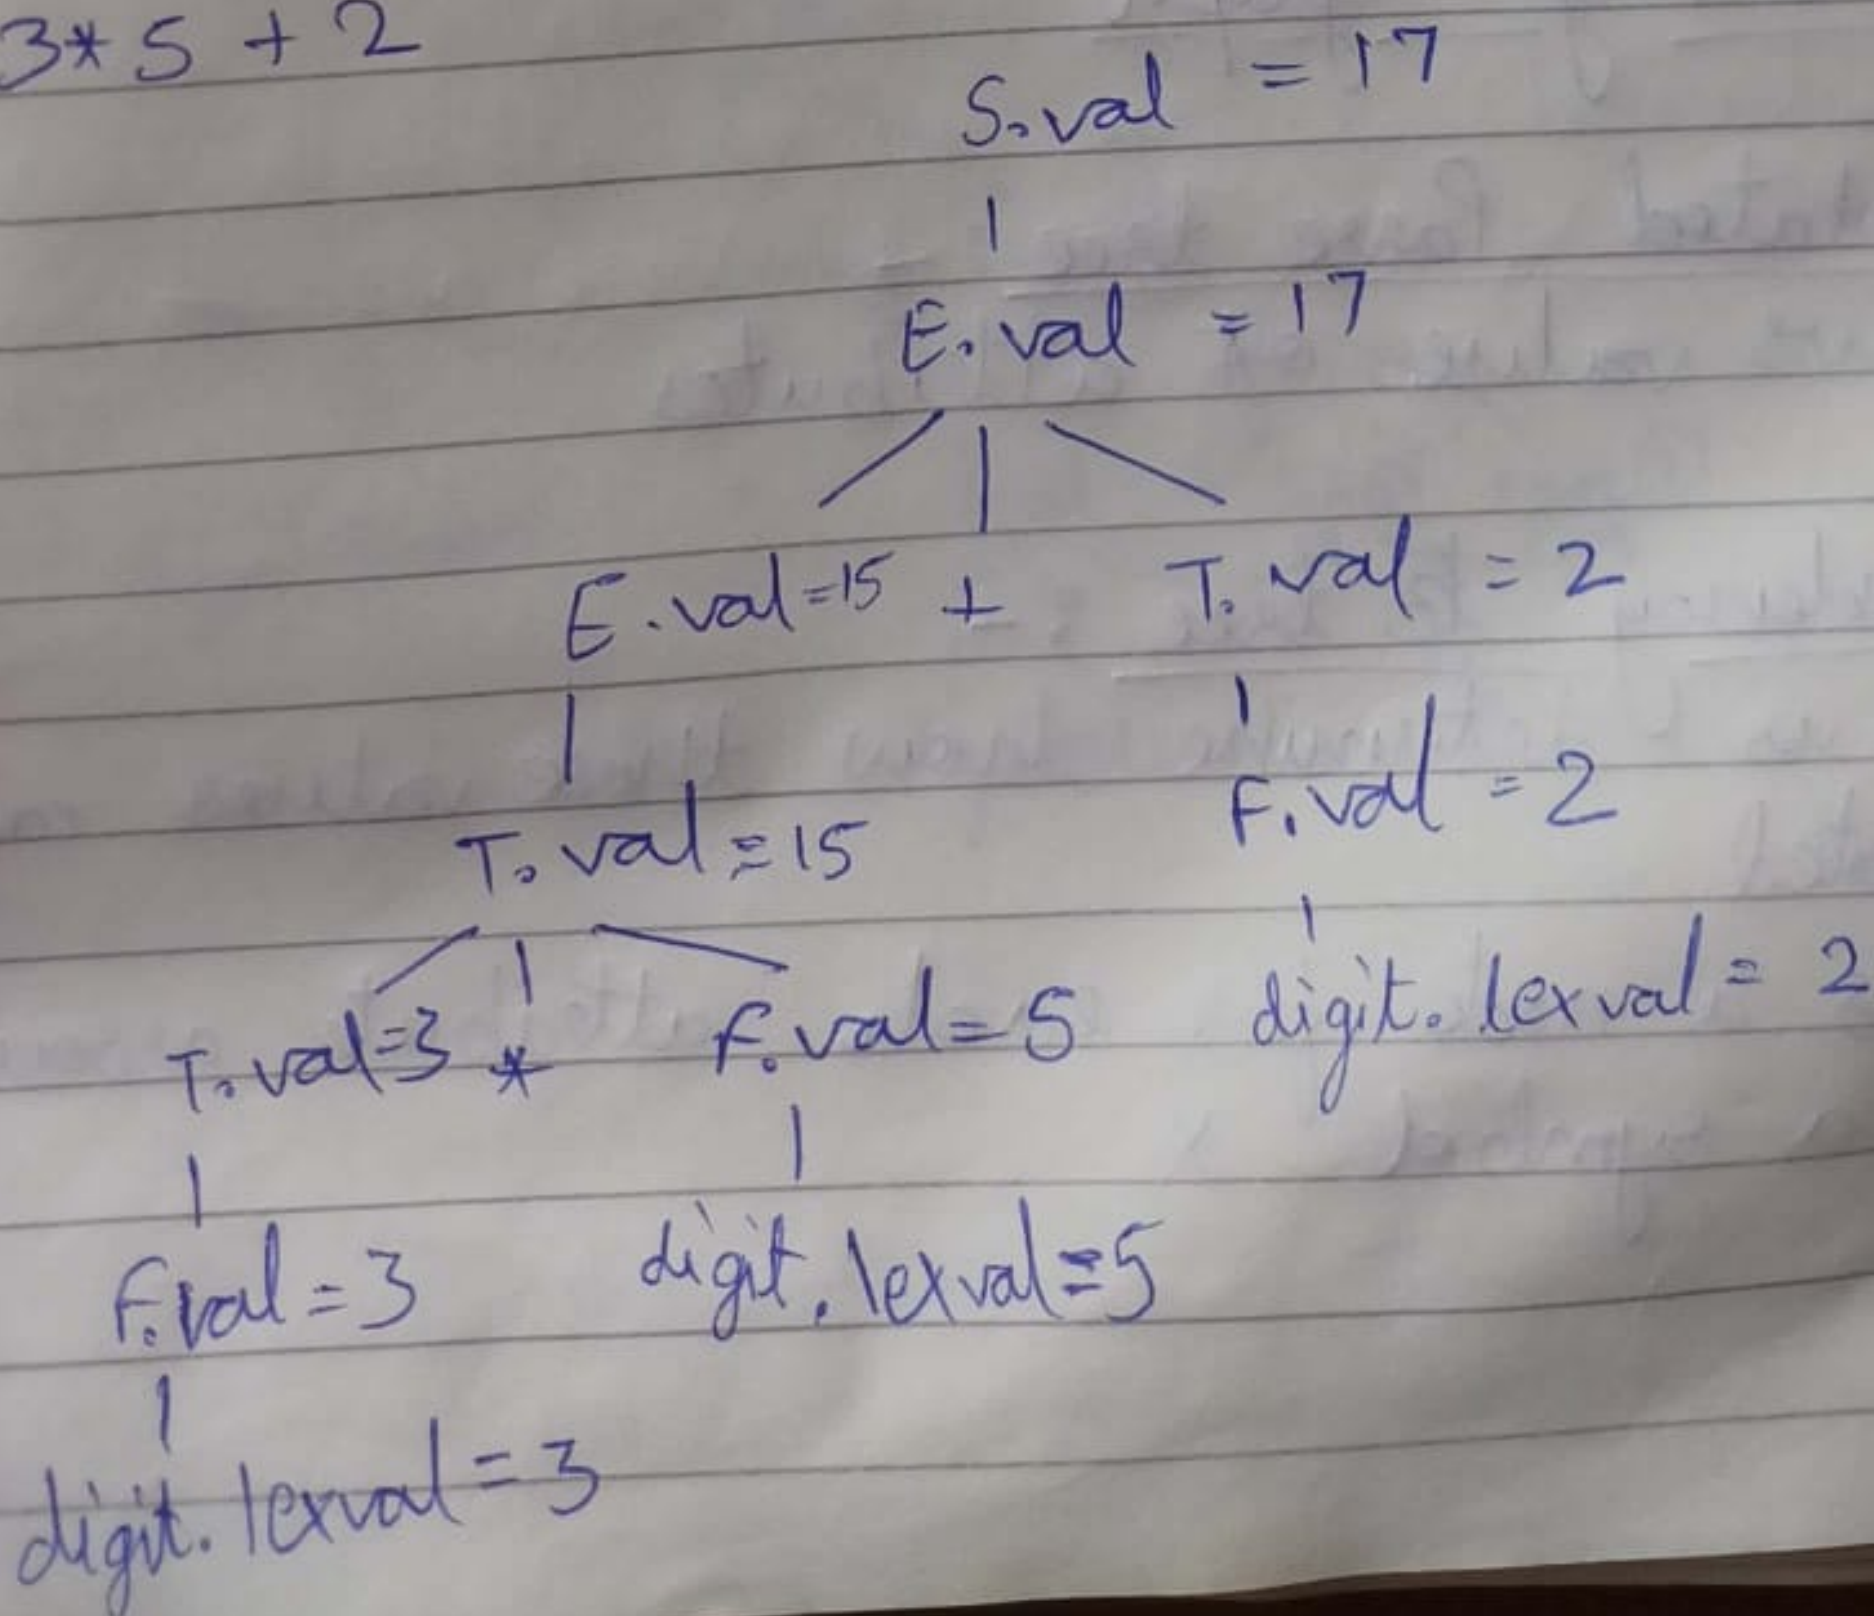 3*5+2
S.val = 17
E.val = 17
E.val=15 + T.val = 2
T.val=15 F.val = 2
T.val=3 * F.val=5 digit.lexval = 2
F.val=3 digit.lexval=5
digit.lexval=3